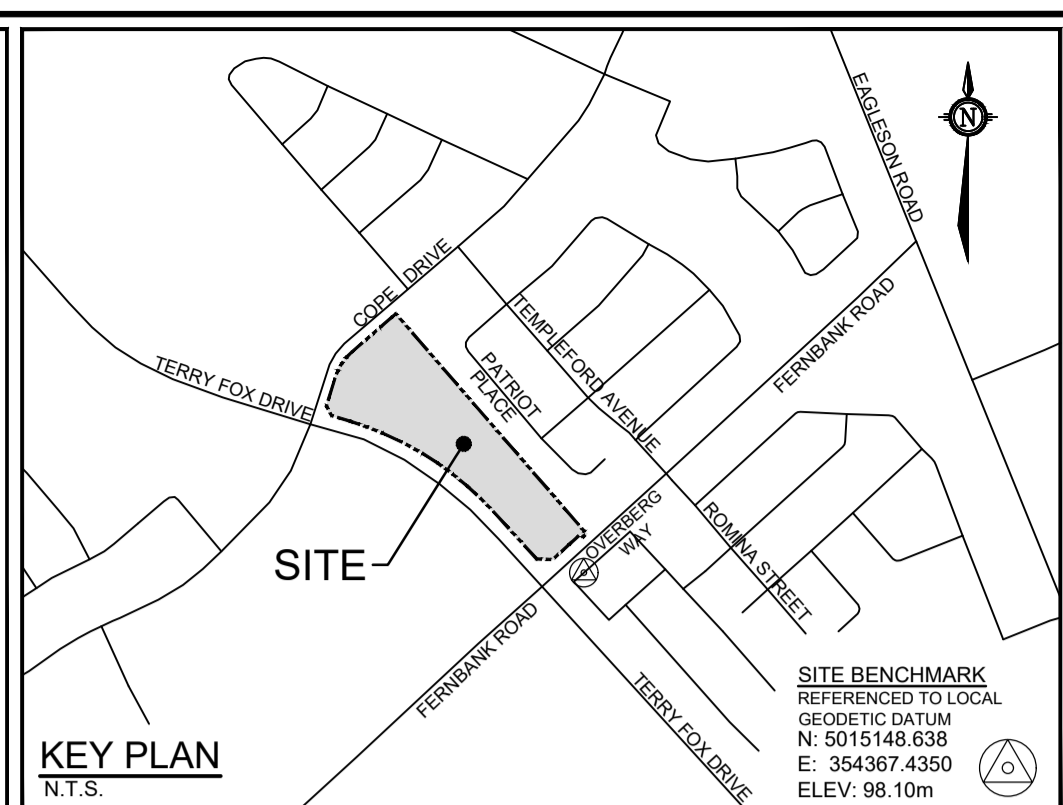 EAGLESON ROAD
N
COPE DRIVE
FERNBANK ROAD
TEMPLEFORD AVENUE
TERRY FOX DRIVE
PATRIOT
PLACE
SITE
OVERBERG
WAY
ROMINA STREET
FERNBANK ROAD
TERRY FOX DRIVE
SITE BENCHMARK
REFERENCED TO LOCAL
GEODETIC DATUM
N: 5015148.638
E: 354367.4350
ELEV: 98.10m
KEY PLAN
N.T.S.